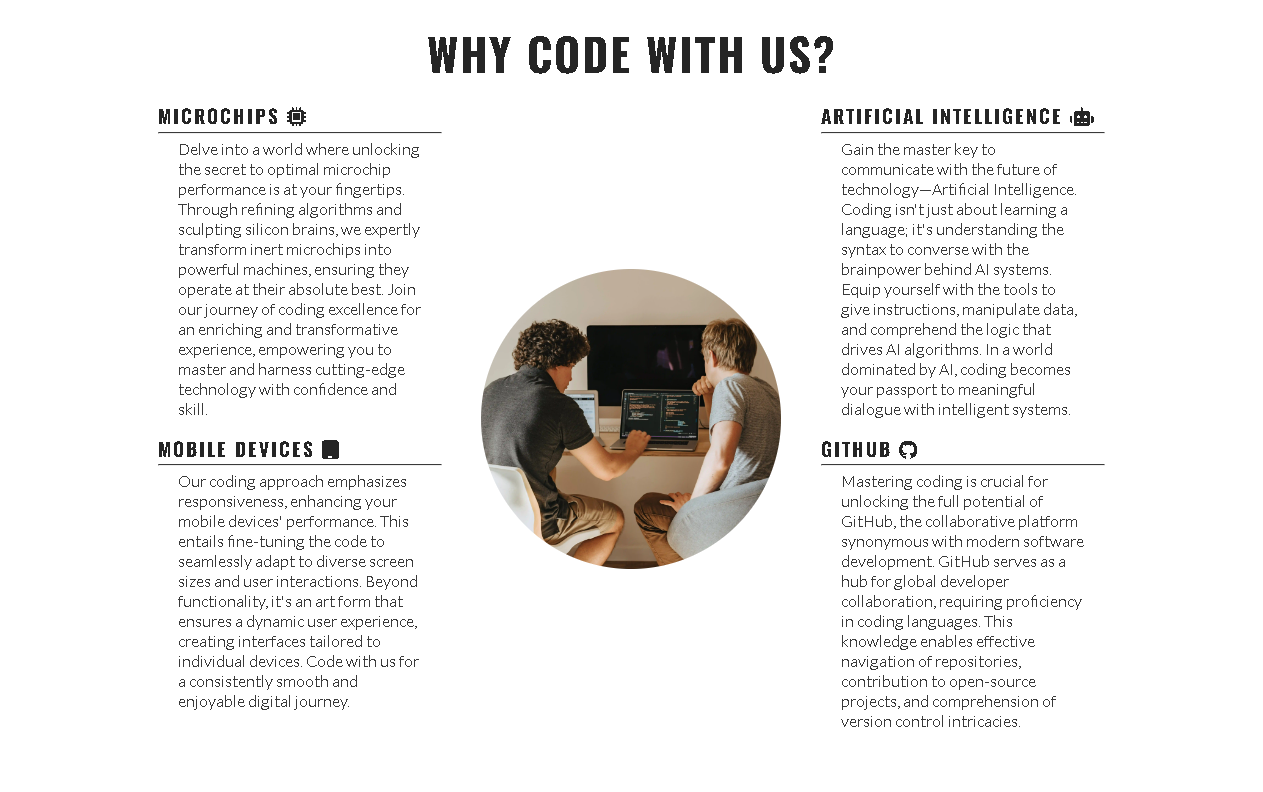 WHY CODE WITH US?
MICROCHIPS
Delve into a world where unlocking
the secret to optimal microchip
performance is at your fingertips.
Through refining algorithms and
sculpting silicon brains, we expertly
transform inert microchips into
powerful machines, ensuring they
operate at their absolute best. Join
our journey of coding excellence for
an enriching and transformative
experience, empowering you to
master and harness cutting-edge
technology with confidence and
skill.
MOBILE DEVICES
Our coding approach emphasizes
responsiveness, enhancing your
mobile devices' performance. This
entails fine-tuning the code to
seamlessly adapt to diverse screen
sizes and user interactions. Beyond
functionality, it's an art form that
ensures a dynamic user experience,
creating interfaces tailored to
individual devices. Code with us for
a consistently smooth and
enjoyable digital journey.
ARTIFICIAL INTELLIGENCE
Gain the master key to
communicate with the future of
technology—Artificial Intelligence.
Coding isn't just about learning a
language; it's understanding the
syntax to converse with the
brainpower behind AI systems.
Equip yourself with the tools to
give instructions, manipulate data,
and comprehend the logic that
drives AI algorithms. In a world
dominated by AI, coding becomes
your passport to meaningful
dialogue with intelligent systems.
GITHUB
Mastering coding is crucial for
unlocking the full potential of
GitHub, the collaborative platform
synonymous with modern software
development. GitHub serves as a
hub for global developer
collaboration, requiring proficiency
in coding languages. This
knowledge enables effective
navigation of repositories,
contribution to open-source
projects, and comprehension of
version control intricacies.